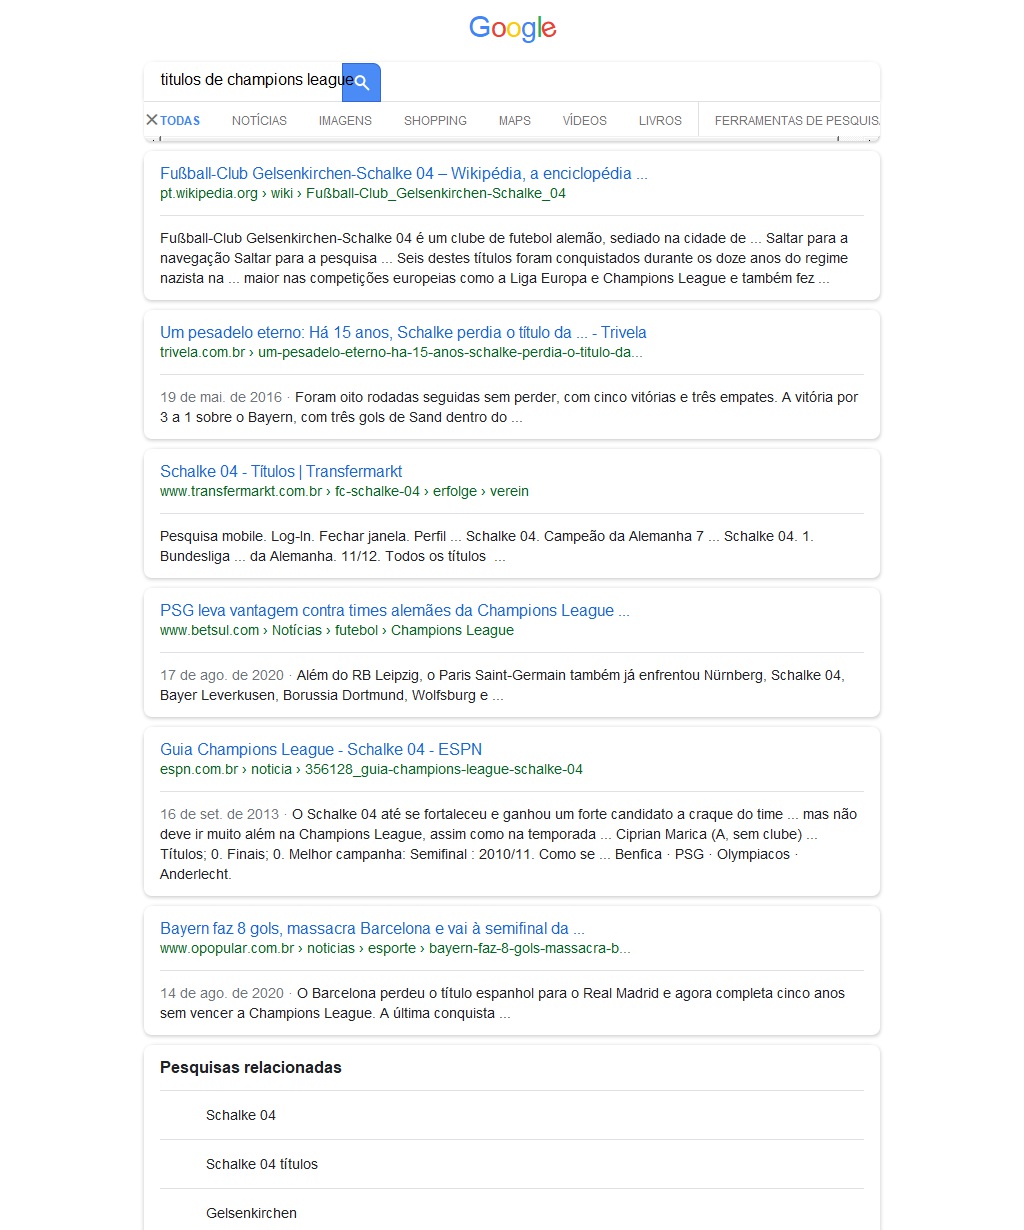 Google
titulos de champions league
TODAS NOTÍCIAS IMAGENS SHOPPING MAPS VÍDEOS LIVROS FERRAMENTAS DE PESQUIS
Fußball-Club Gelsenkirchen-Schalke 04 – Wikipédia, a enciclopédia ...
pt.wikipedia.org › wiki › Fußball-Club_Gelsenkirchen-Schalke_04
Fußball-Club Gelsenkirchen-Schalke 04 é um clube de futebol alemão, sediado na cidade de ... Saltar para a
navegação Saltar para a pesquisa ... Seis destes títulos foram conquistados durante os doze anos do regime
nazista na ... maior nas competições europeias como a Liga Europa e Champions League e também fez ...
Um pesadelo eterno: Há 15 anos, Schalke perdia o título da ... - Trivela
trivela.com.br › um-pesadelo-eterno-ha-15-anos-schalke-perdia-o-titulo-da...
19 de mai. de 2016 · Foram oito rodadas seguidas sem perder, com cinco vitórias e três empates. A vitória por
3 a 1 sobre o Bayern, com três gols de Sand dentro do ...
Schalke 04 - Títulos | Transfermarkt
www.transfermarkt.com.br › fc-schalke-04 › erfolge › verein
Pesquisa mobile. Log-In. Fechar janela. Perfil ... Schalke 04. Campeão da Alemanha 7 ... Schalke 04. 1.
Bundesliga ... da Alemanha. 11/12. Todos os títulos ...
PSG leva vantagem contra times alemães da Champions League ...
www.betsul.com › Notícias › futebol › Champions League
17 de ago. de 2020 · Além do RB Leipzig, o Paris Saint-Germain também já enfrentou Nürnberg, Schalke 04,
Bayer Leverkusen, Borussia Dortmund, Wolfsburg e ...
Guia Champions League - Schalke 04 - ESPN
espn.com.br › noticia › 356128_guia-champions-league-schalke-04
16 de set. de 2013 · O Schalke 04 até se fortaleceu e ganhou um forte candidato a craque do time ... mas não
deve ir muito além na Champions League, assim como na temporada ... Ciprian Marica (A, sem clube) ...
Títulos; 0. Finais; 0. Melhor campanha: Semifinal : 2010/11. Como se ... Benfica · PSG · Olympiacos ·
Anderlecht.
Bayern faz 8 gols, massacra Barcelona e vai à semifinal da ...
www.opopular.com.br › noticias › esporte › bayern-faz-8-gols-massacra-b...
14 de ago. de 2020 · O Barcelona perdeu o título espanhol para o Real Madrid e agora completa cinco anos
sem vencer a Champions League. A última conquista ...
Pesquisas relacionadas
Schalke 04
Schalke 04 títulos
Gelsenkirchen